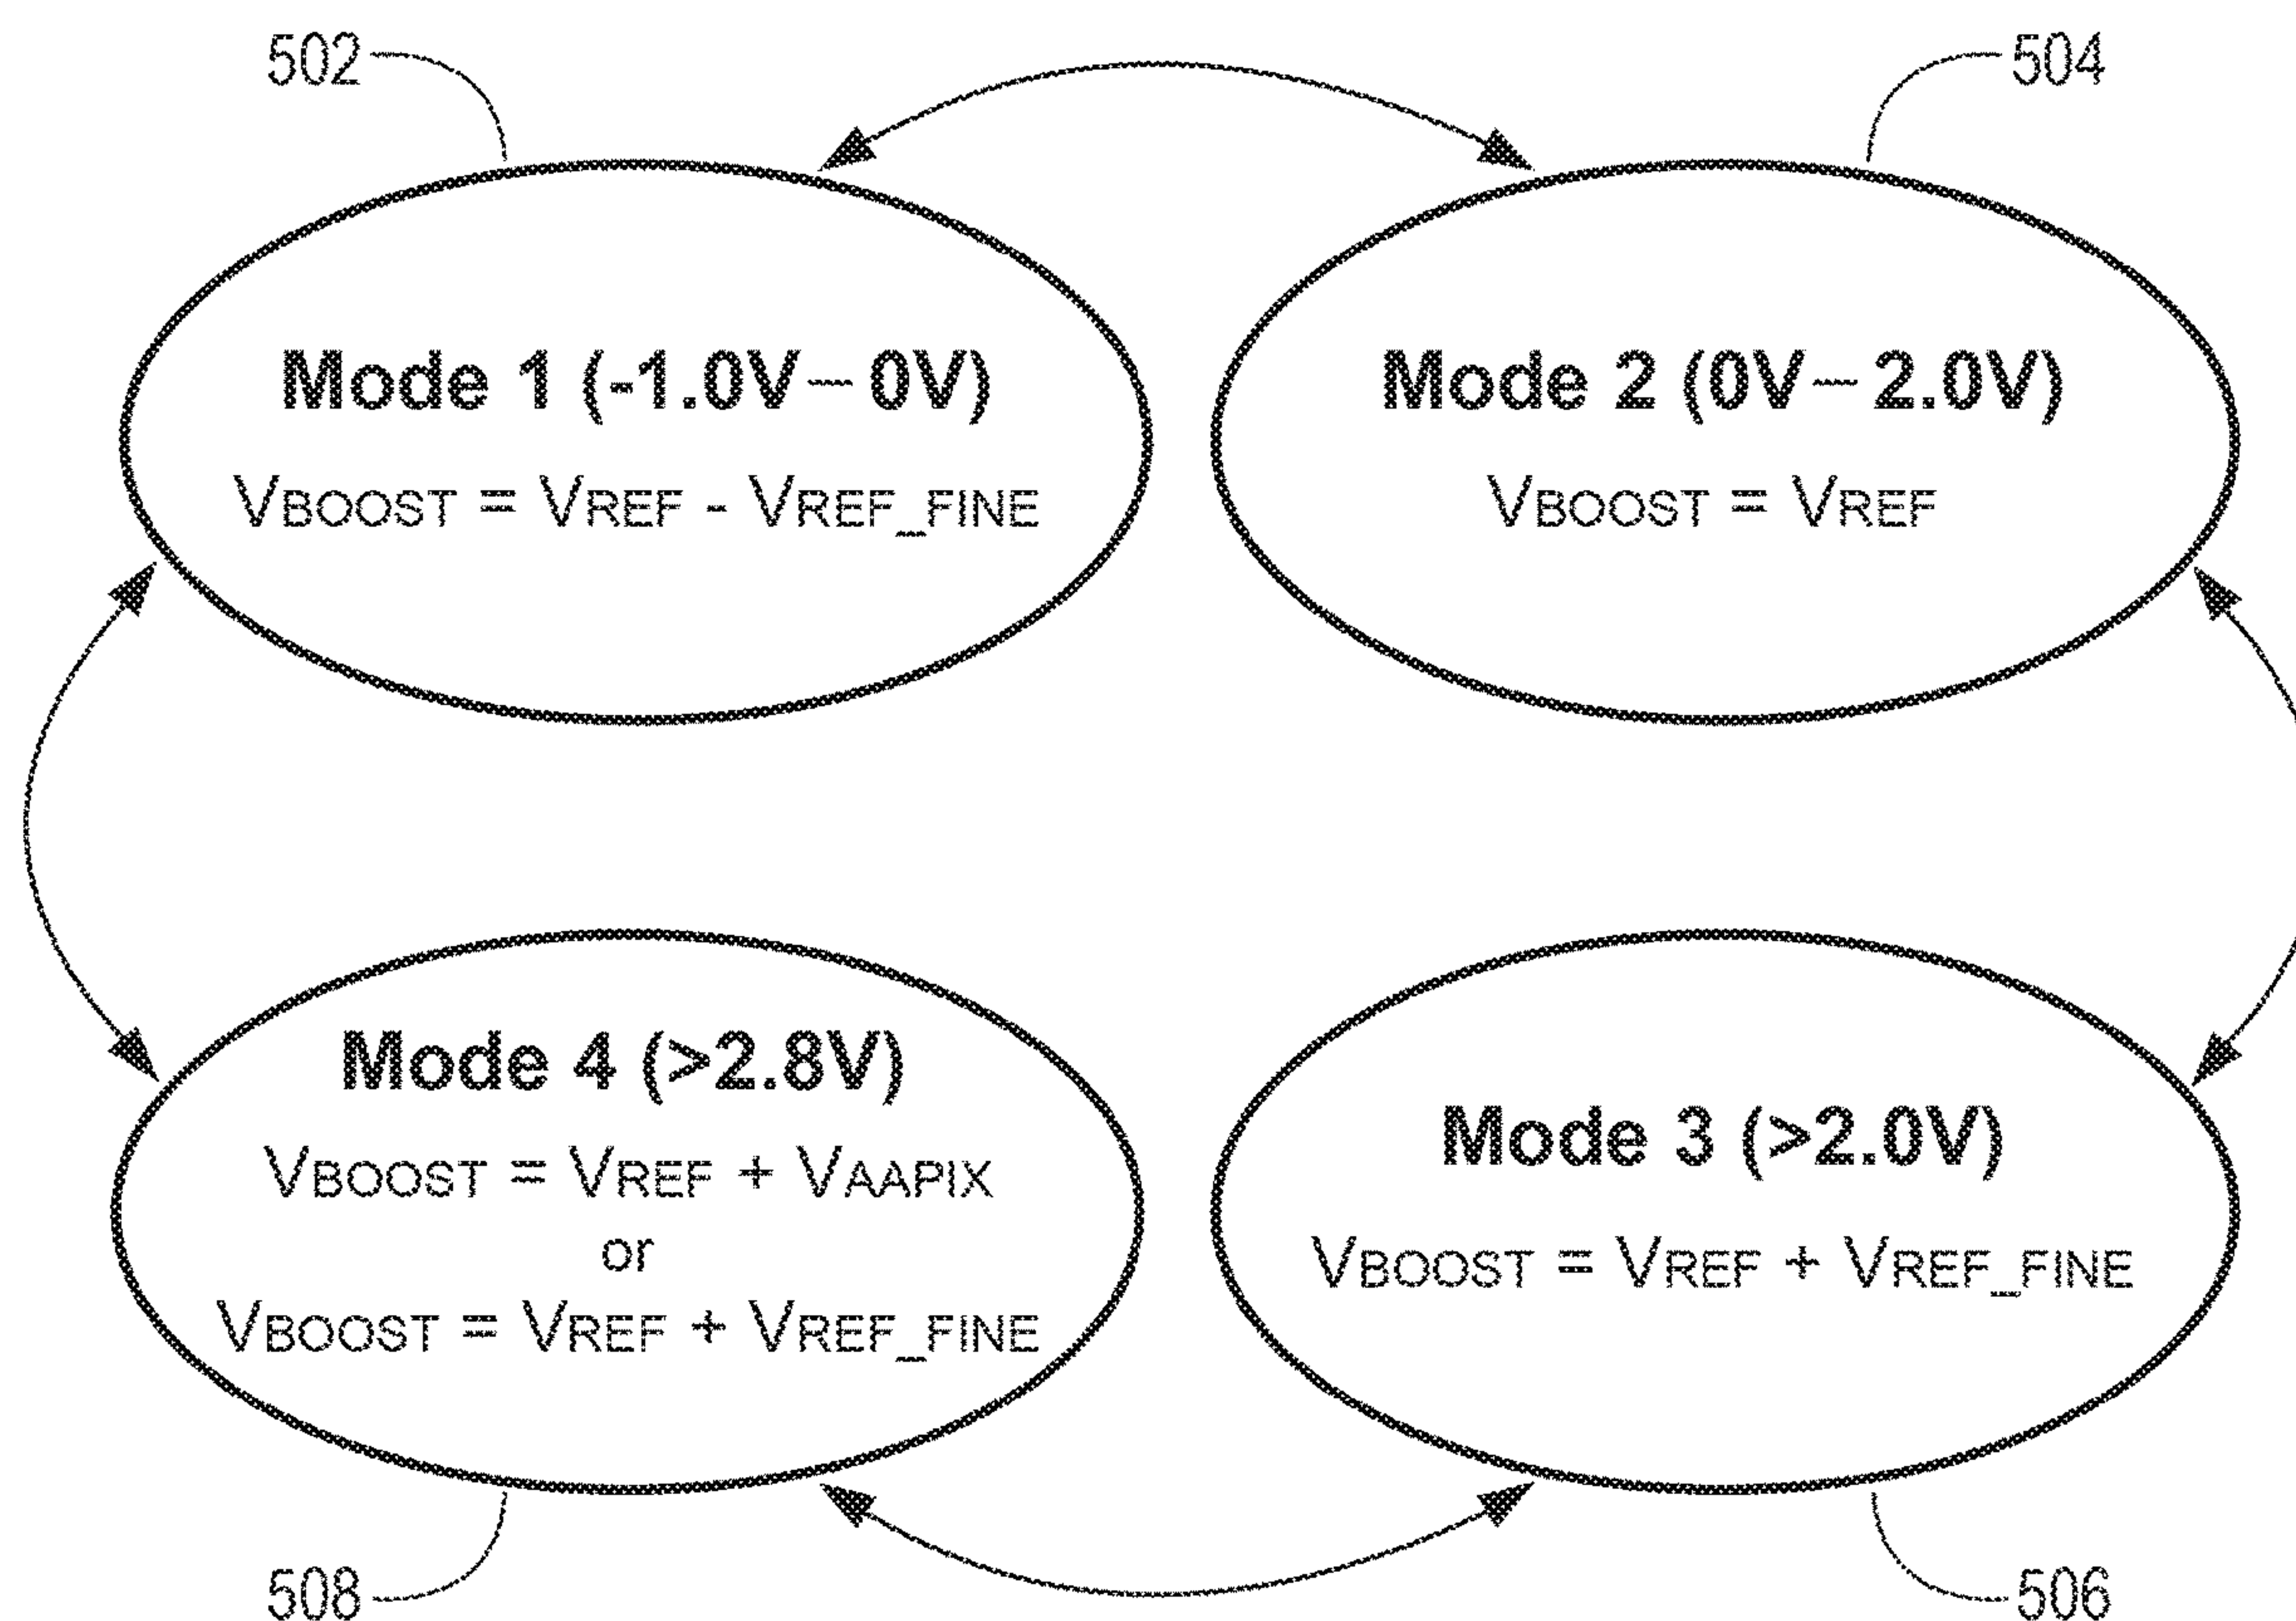 502
504
Mode 1 (-1.0V – 0V)
VBOOST = VREF - VREF_FINE
Mode 2 (0V – 2.0V)
VBOOST = VREF
Mode 4 (>2.8V)
VBOOST = VREF + VAAPIX
or
VBOOST = VREF + VREF_FINE
Mode 3 (>2.0V)
VBOOST = VREF + VREF_FINE
508
506